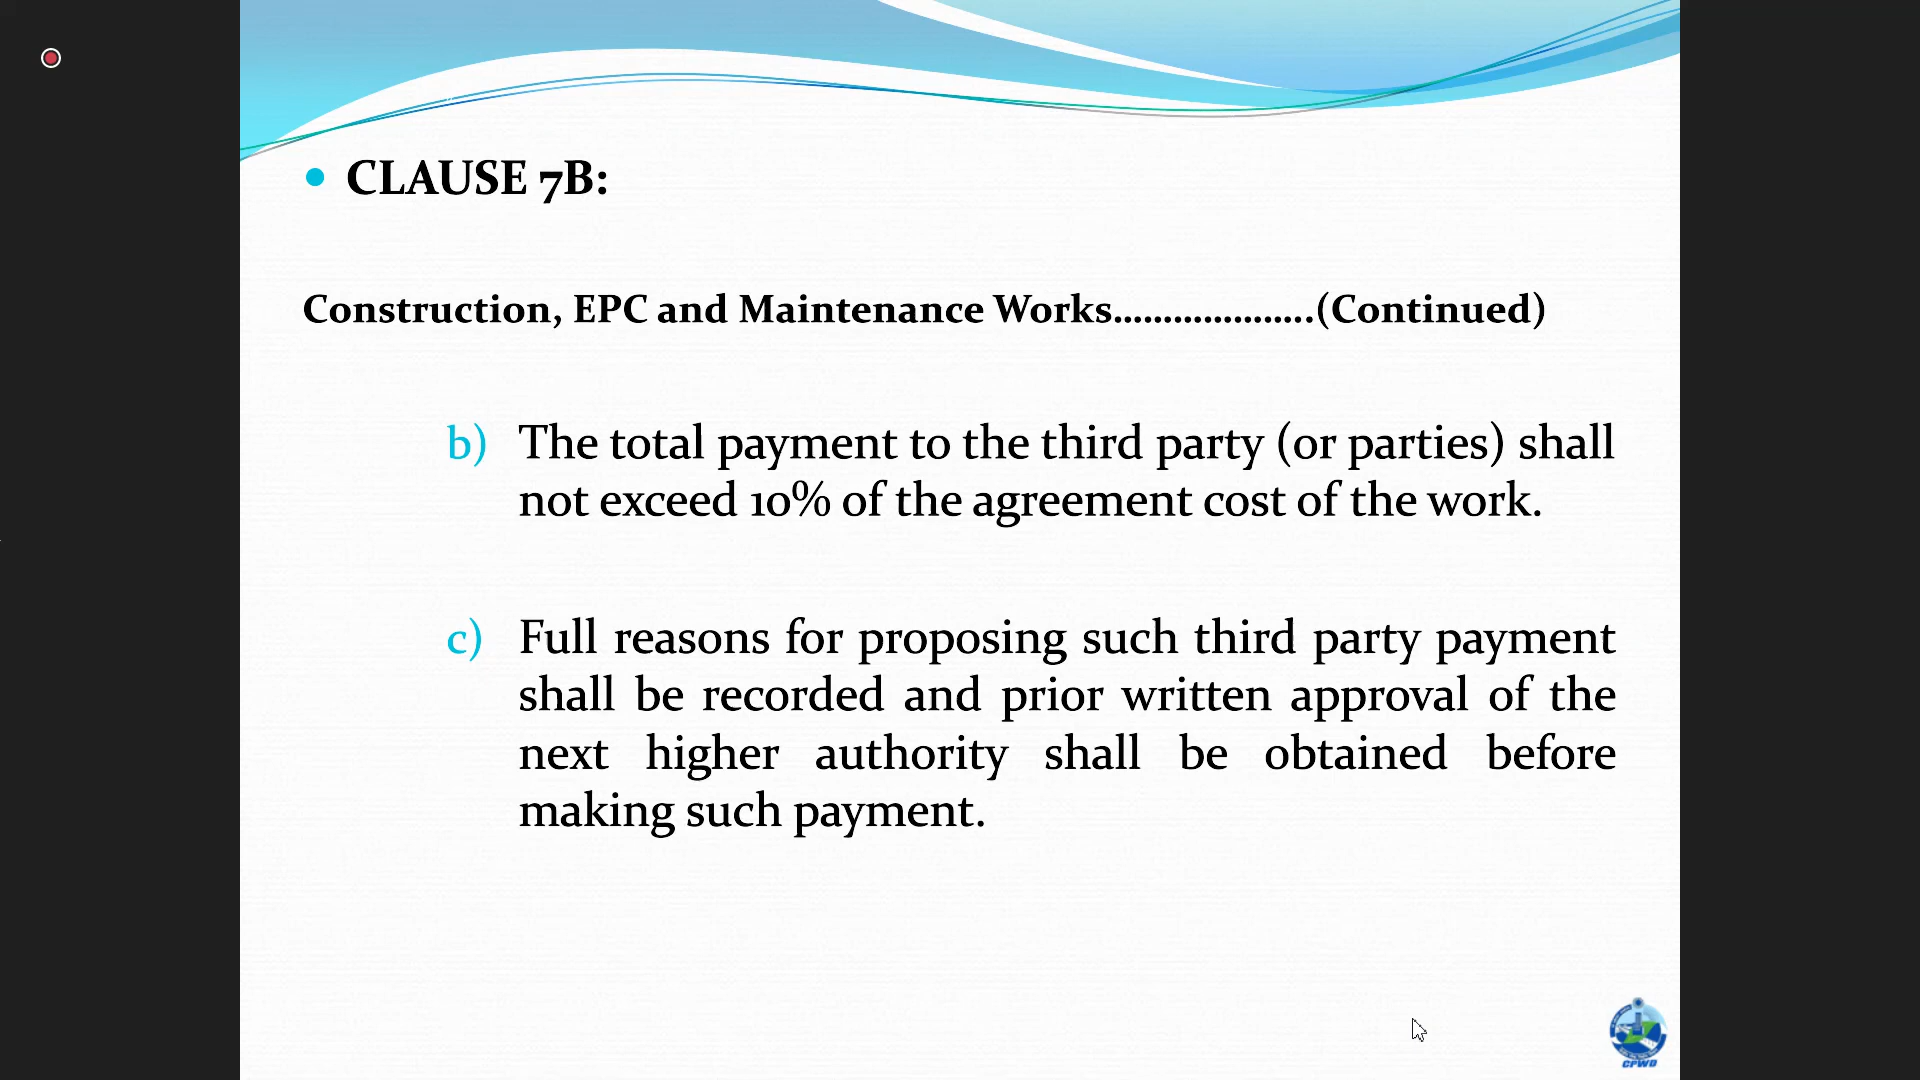 CLAUSE 7B:
Construction, EPC and Maintenance Works....................(Continued)
b) The total payment to the third party (or parties) shall
not exceed 10% of the agreement cost of the work.
c) Full reasons for proposing such third party payment
shall be recorded and prior written approval of the
next higher authority shall be obtained before
making such payment.
CPWD